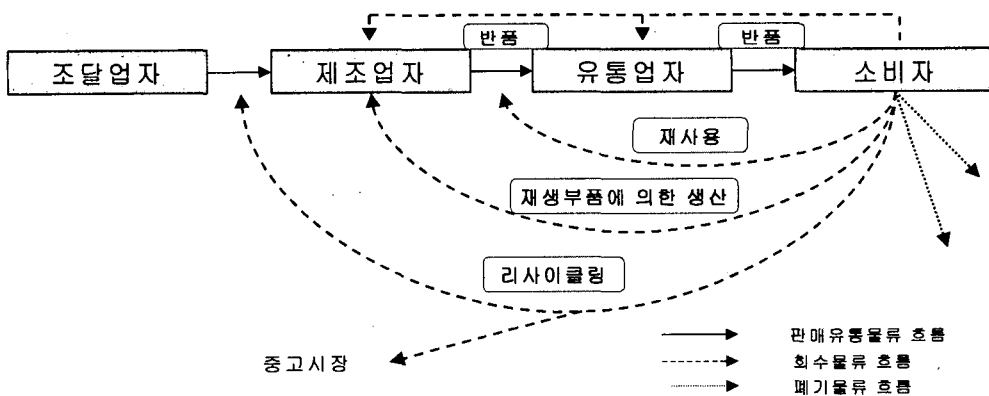 반품
반품
조달업자
제조업자
유통업자
소비자
재사용
재생부품에 의한 생산
리사이클링
중고시장
판매유통물류 흐름
회수물류 흐름
폐기물류 흐름